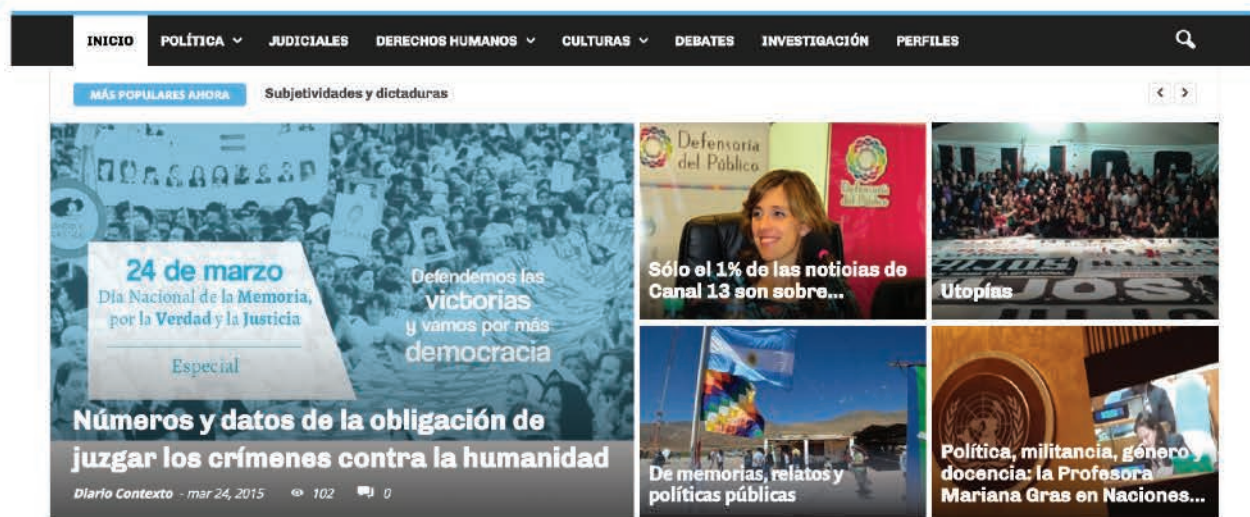 INICIO POLÍTICA JUDICIALES DERECHOS HUMANOS CULTURAS DEBATES INVESTIGACIÓN PERFILES
MÁS POPULARES AHORA Subjetividades y dictaduras
24 de marzo
Día Nacional de la Memoria,
por la Verdad y la Justicia
Especial
Defendemos las
victorias
y vamos por más
democracia
Números y datos de la obligación de
juzgar los crímenes contra la humanidad
Diario Contexto - mar 24, 2015 102 0
Defensoría
del Público
Defensoría
del Público
Sólo el 1% de las noticias de
Canal 13 son sobre...
Utopías
De memorias, relatos y
políticas públicas
Política, militancia, género y
docencia: la Profesora
Mariana Gras en Naciones...